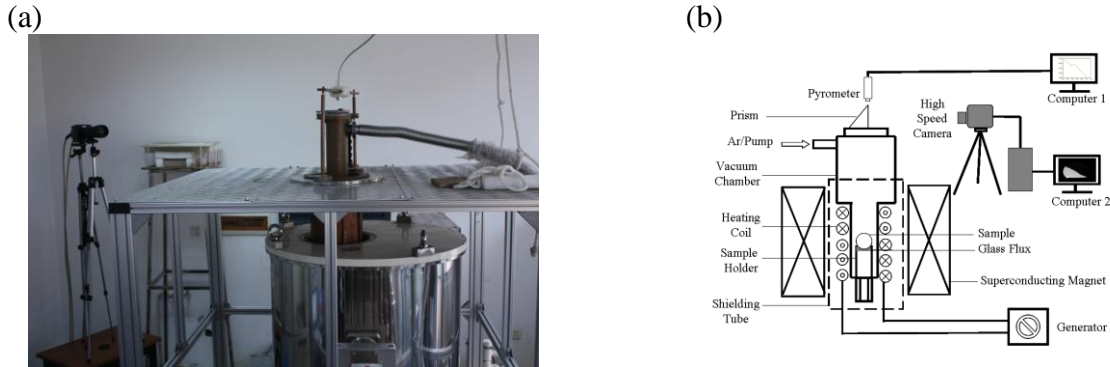 (a)
(b)
Pyrometer
Prism
Ar/Pump
Vacuum
Chamber
Heating
Coil
Sample
Holder
Shielding
Tube
High
Speed
Camera
Computer 1
Computer 2
Sample
Glass Flux
Superconducting Magnet
Generator